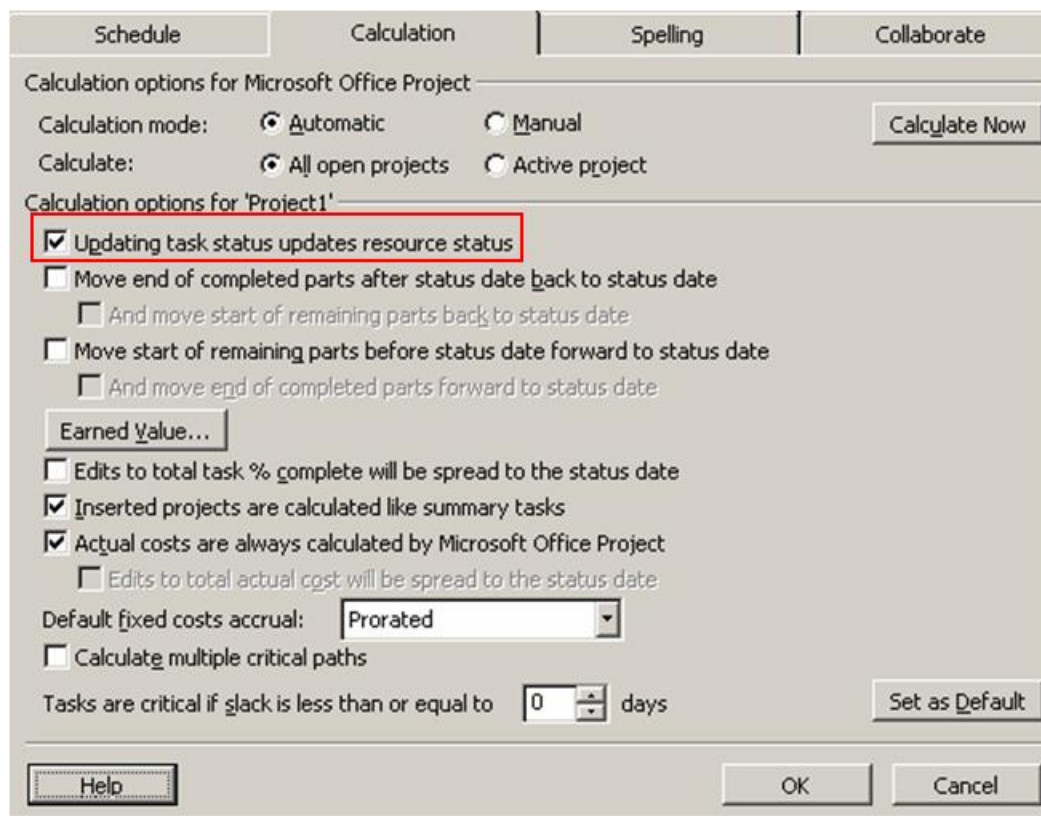 Schedule Calculation Spelling Collaborate
Calculation options for Microsoft Office Project
Calculation mode: Automatic Manual Calculate Now
Calculate: All open projects Active project
Calculation options for 'Project1'
Updating task status updates resource status
Move end of completed parts after status date back to status date
And move start of remaining parts back to status date
Move start of remaining parts before status date forward to status date
And move end of completed parts forward to status date
Earned Value...
Edits to total task % complete will be spread to the status date
Inserted projects are calculated like summary tasks
Actual costs are always calculated by Microsoft Office Project
Edits to total actual cost will be spread to the status date
Default fixed costs accrual: Prorated
Calculate multiple critical paths
Tasks are critical if slack is less than or equal to 0 days Set as Default
Help OK Cancel